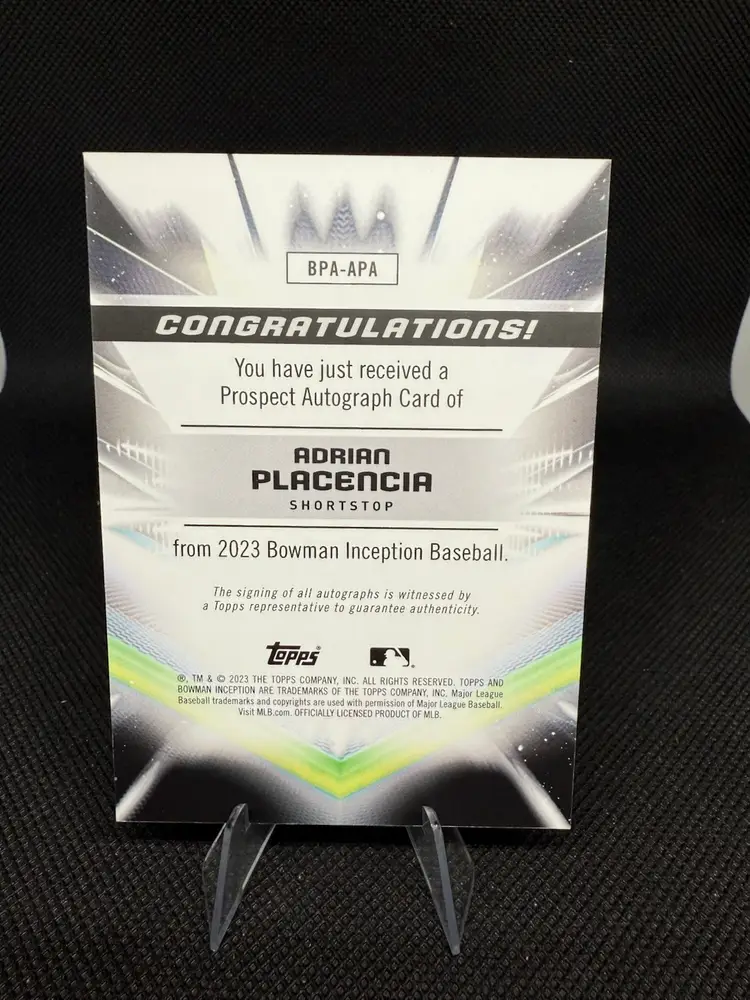 BPA-APA
CONGRATULATIONS!
You have just received a
Prospect Autograph Card of
ADRIAN
PLACENCIA
SHORTSTOP
from 2023 Bowman Inception Baseball.
The signing of all autographs is witnessed by
a Topps representative to guarantee authenticity.
topps®
®, TM & © 2023 THE TOPPS COMPANY, INC. ALL RIGHTS RESERVED. TOPPS AND
BOWMAN INCEPTION ARE TRADEMARKS OF THE TOPPS COMPANY, INC. Major League
Baseball trademarks and copyrights are used with permission of Major League Baseball.
Visit MLB.com. OFFICIALLY LICENSED PRODUCT OF MLB.